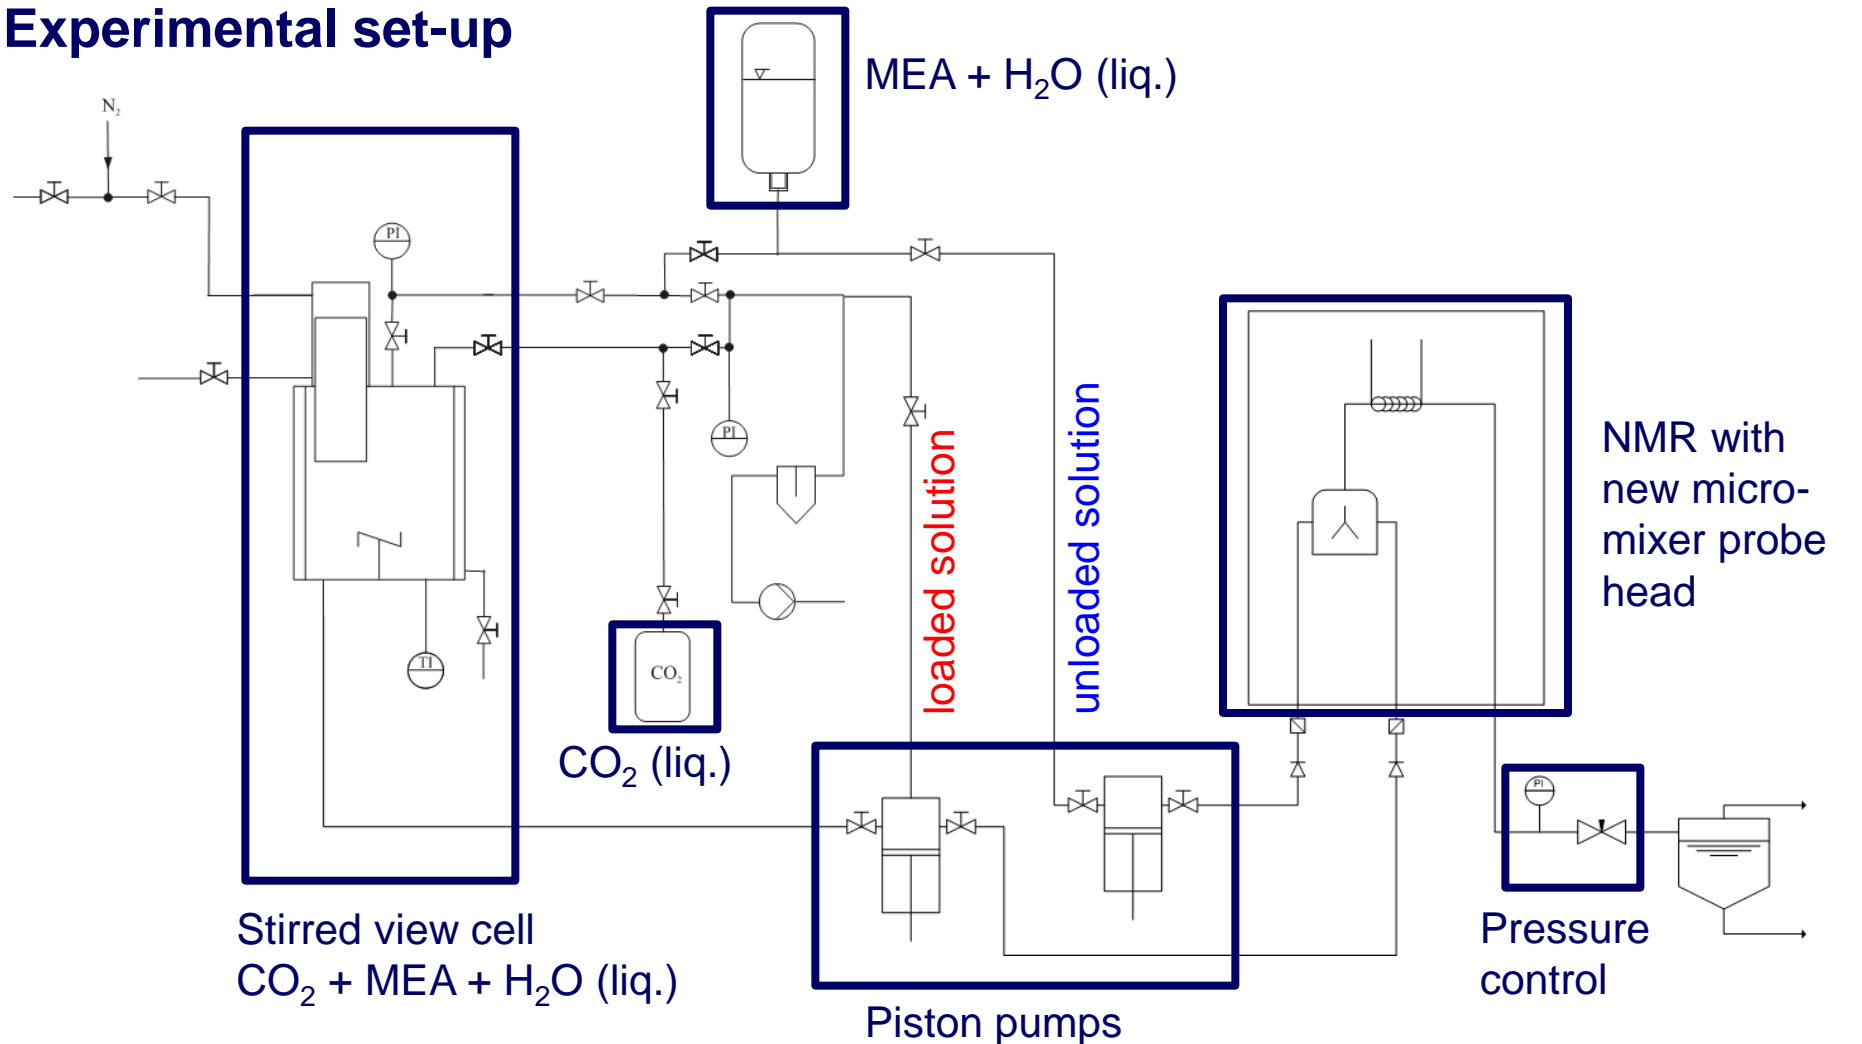 Experimental set-up
MEA + H₂O (liq.)
N₂
PI
PI
loaded solution
unloaded solution
NMR with
new micro-
mixer probe
head
TI
CO₂
CO₂ (liq.)
PI
Stirred view cell
CO₂ + MEA + H₂O (liq.)
Pressure
control
Piston pumps